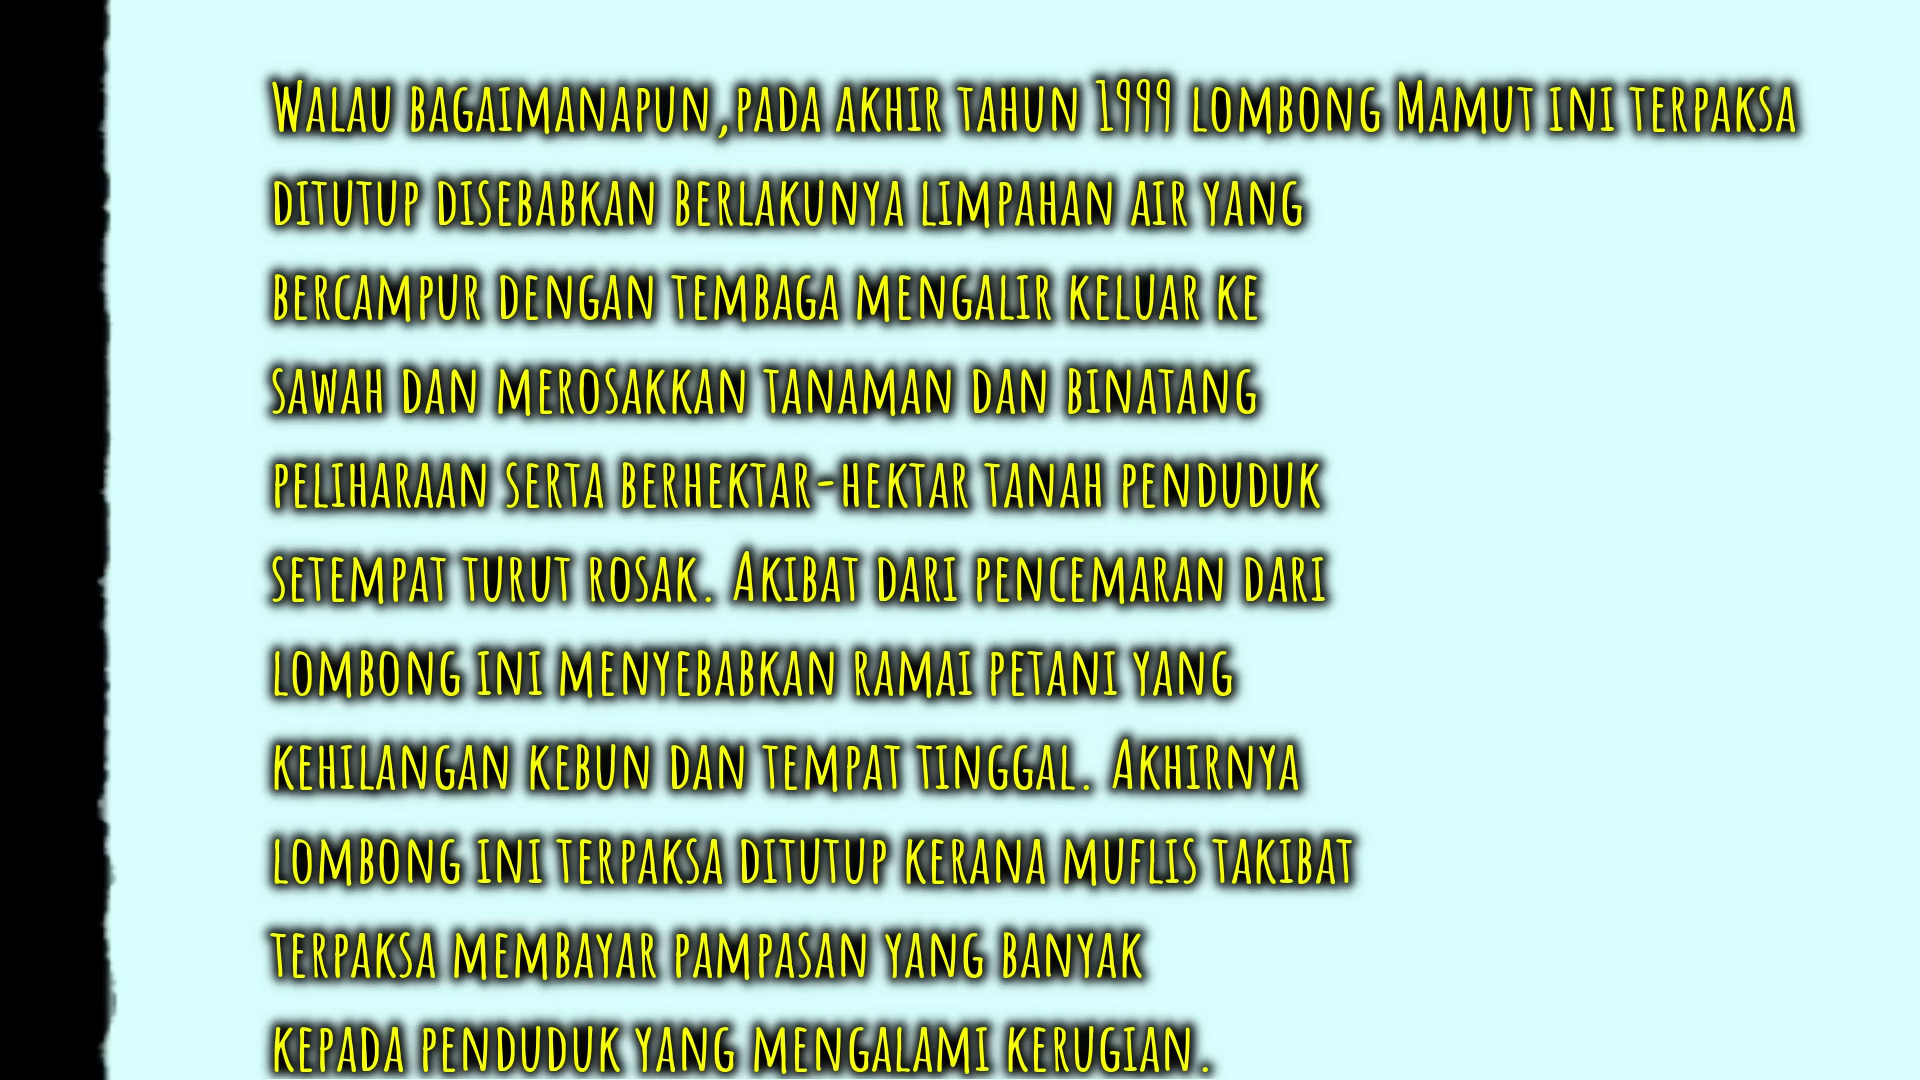 Walau bagaimanapun,pada akhir tahun 1999 lombong Mamut ini terpaksa
ditutup disebabkan berlakunya limpahan air yang
bercampur dengan tembaga mengalir keluar ke
sawah dan merosakkan tanaman dan binatang
peliharaan serta berhektar-hektar tanah penduduk
setempat turut rosak. Akibat dari pencemaran dari
lombong ini menyebabkan ramai petani yang
kehilangan kebun dan tempat tinggal. Akhirnya
lombong ini terpaksa ditutup kerana muflis takibat
terpaksa membayar pampasan yang banyak
kepada penduduk yang mengalami kerugian.